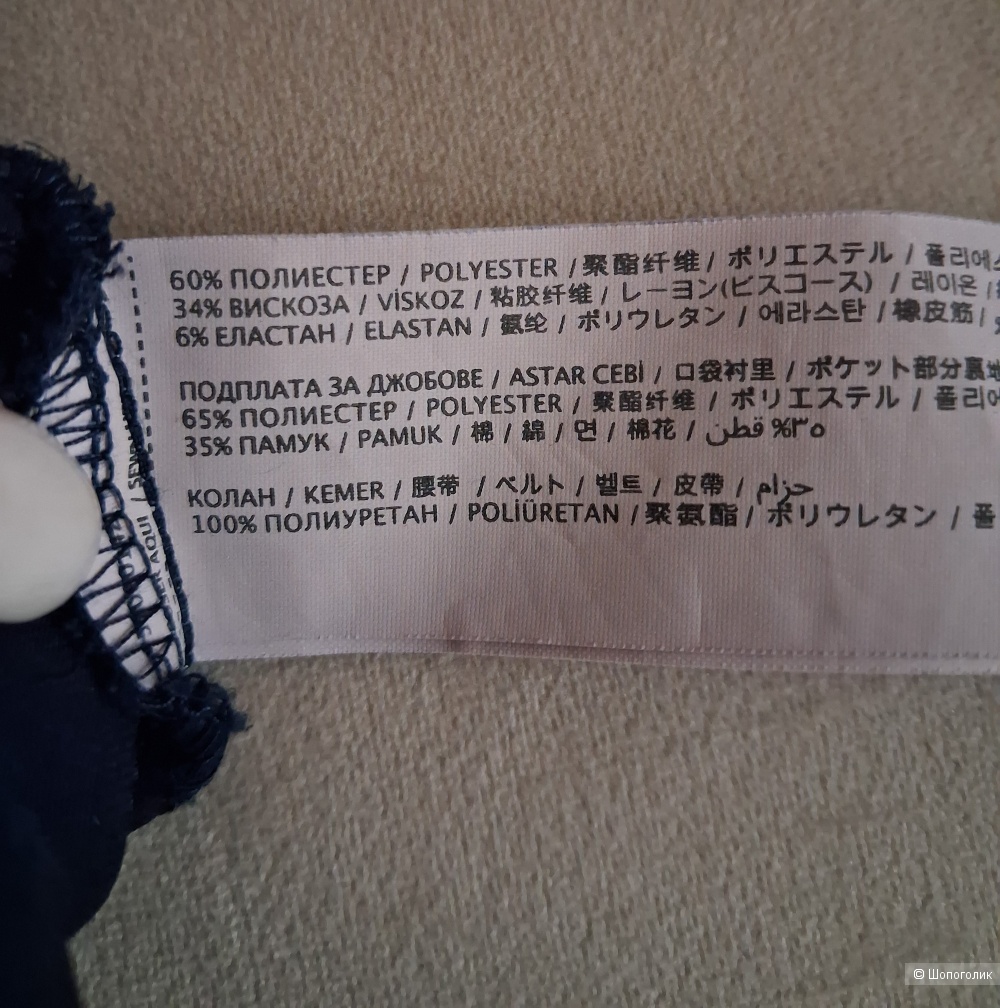 60% ПОЛИЕСТЕР / POLYESTER / 聚酯纤维 / ポリエステル / 폴리에
34% ВИСКОЗА / VİSKOZ / 粘胶纤维 / レーヨン(ビスコース) / 레이온 /
6% ЕЛАСТАН / ELASTAN / 氨纶 / ポリウレタン / 에라스탄 / 橡皮筋 /
ПОДПЛАТА ЗА ДЖОБОВЕ / ASTAR CEBİ / 口袋衬里 / ポケット部分裏地
65% ПОЛИЕСТЕР / POLYESTER / 聚酯纤维 / ポリエステル / 폴리에
35% ПАМУК / PAMUK / 棉 / 綿 / 면 / 棉花 / قطن %٣٥
КОЛАН / KEMER / 腰带 / ベルト / 벨트 / 皮帶 / حزام
100% ПОЛИУРЕТАН / POLİÜRETAN / 聚氨酯 / ポリウレタン / 폴
/ SEW
AQUI
© Шопоголик